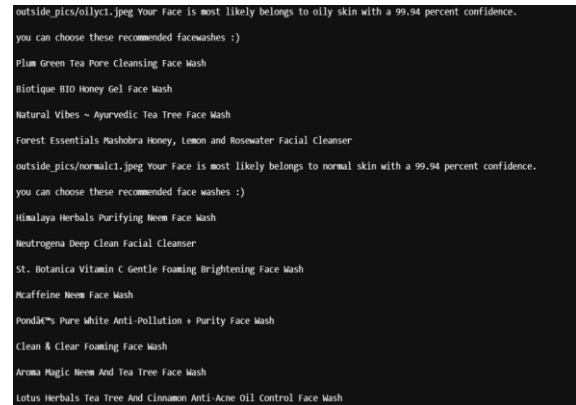 outside_pics/oilyc1.jpeg Your Face is most likely belongs to oily skin with a 99.94 percent confidence.
you can choose these recommended facewashes :)
Plum Green Tea Pore Cleansing Face Wash
Biotique BIO Honey Gel Face Wash
Natural Vibes ~ Ayurvedic Tea Tree Face Wash
Forest Essentials Mashobra Honey, Lemon and Rosewater Facial Cleanser
outside_pics/normalc1.jpeg Your Face is most likely belongs to normal skin with a 99.94 percent confidence.
you can choose these recommended face washes :)
Himalaya Herbals Purifying Neem Face Wash
Neutrogena Deep Clean Facial Cleanser
St. Botanica Vitamin C Gentle Foaming Brightening Face Wash
Mcaffeine Neem Face Wash
Pondâ€™s Pure White Anti-Pollution + Purity Face Wash
Clean & Clear Foaming Face Wash
Aroma Magic Neem And Tea Tree Face Wash
Lotus Herbals Tea Tree And Cinnamon Anti-Acne Oil Control Face Wash